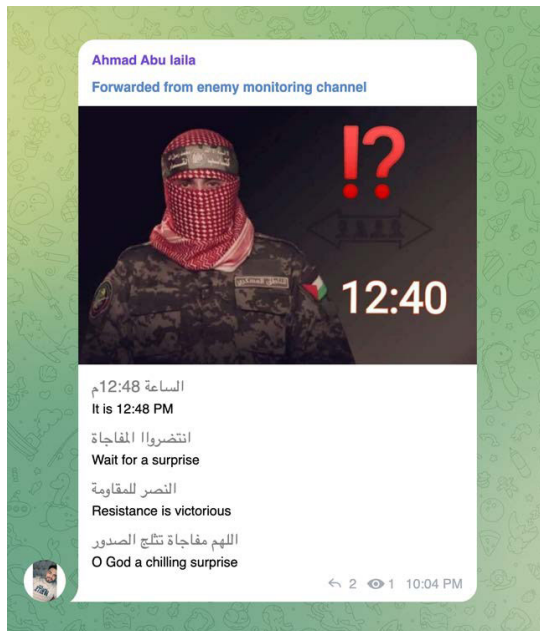 Ahmad Abu laila
Forwarded from enemy monitoring channel
!?
12:40
الساعة 12:48م
It is 12:48 PM
انتضرواا المفاجاة
Wait for a surprise
النصر للمقاومة
Resistance is victorious
اللهم مفاجاة تثلج الصدور
O God a chilling surprise
2 1 10:04 PM